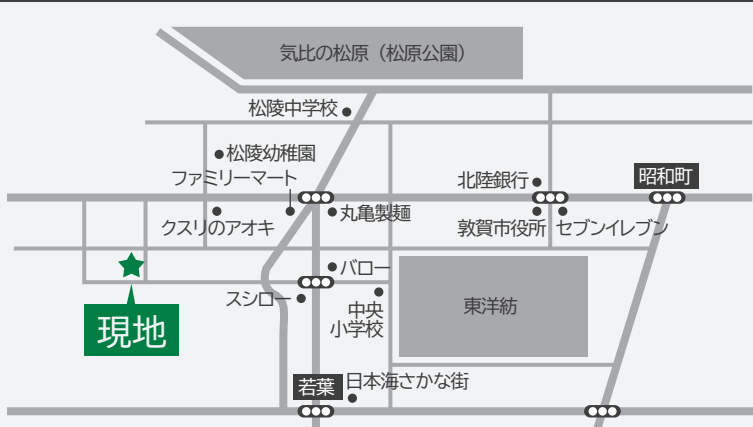 気比の松原（松原公園）
松陵中学校
松陵幼稚園
ファミリーマート
北陸銀行
昭和町
クスリのアオキ
丸亀製麺
敦賀市役所
セブンイレブン
バロー
スシロー
中央
小学校
東洋紡
現地
若葉
日本海さかな街